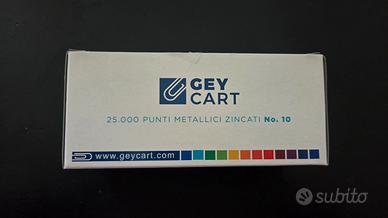 GEY
CART
25.000 PUNTI METALLICI ZINCATI No. 10
www.geycart.com
subito